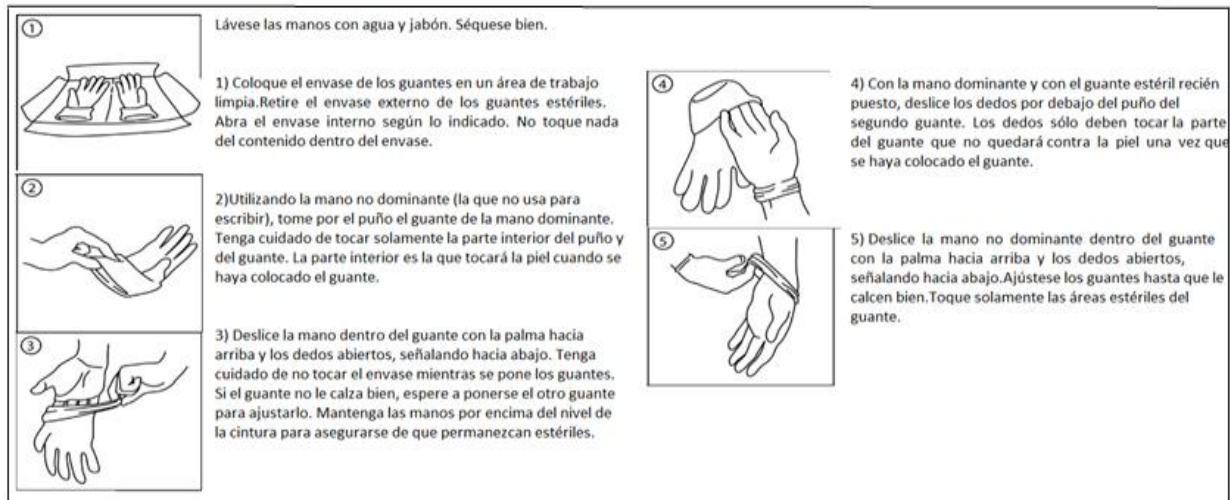 ①
Lávese las manos con agua y jabón. Séquese bien.
1) Coloque el envase de los guantes en un área de trabajo
limpia.Retire el envase externo de los guantes estériles.
Abra el envase interno según lo indicado. No toque nada
del contenido dentro del envase.
②
2)Utilizando la mano no dominante (la que no usa para
escribir), tome por el puño el guante de la mano dominante.
Tenga cuidado de tocar solamente la parte interior del puño y
del guante. La parte interior es la que tocará la piel cuando se
haya colocado el guante.
③
3) Deslice la mano dentro del guante con la palma hacia
arriba y los dedos abiertos, señalando hacia abajo. Tenga
cuidado de no tocar el envase mientras se pone los guantes.
Si el guante no le calza bien, espere a ponerse el otro guante
para ajustarlo. Mantenga las manos por encima del nivel de
la cintura para asegurarse de que permanezcan estériles.
④
4) Con la mano dominante y con el guante estéril recién
puesto, deslice los dedos por debajo del puño del
segundo guante. Los dedos sólo deben tocar la parte
del guante que no quedará contra la piel una vez que
se haya colocado el guante.
⑤
5) Deslice la mano no dominante dentro del guante
con la palma hacia arriba y los dedos abiertos,
señalando hacia abajo.Ajústese los guantes hasta que le
calcen bien.Toque solamente las áreas estériles del
guante.